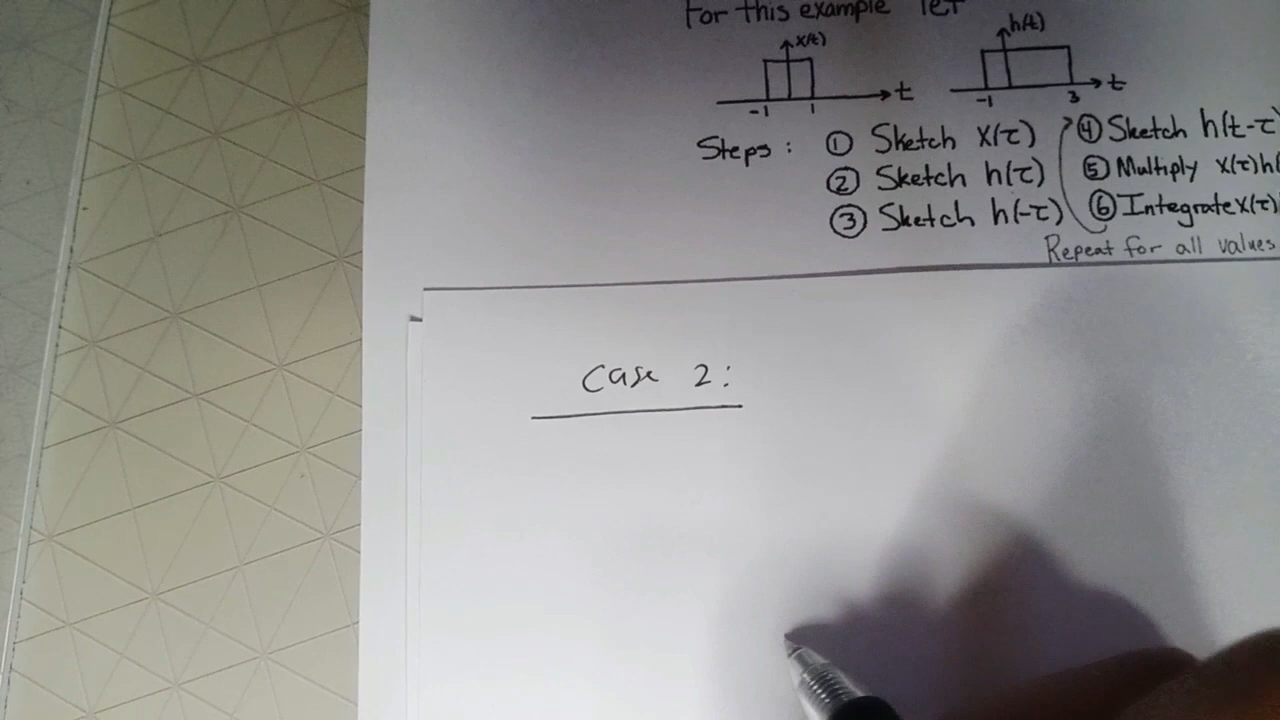 For this example let
x(t) h(t)
t t
-1 1 -1 3
Steps: ① Sketch x(τ) ④ Sketch h(t-τ)
② Sketch h(τ) ⑤ Multiply x(τ)h(
③ Sketch h(-τ) ⑥ Integrate x(τ)
Repeat for all values
Case 2: